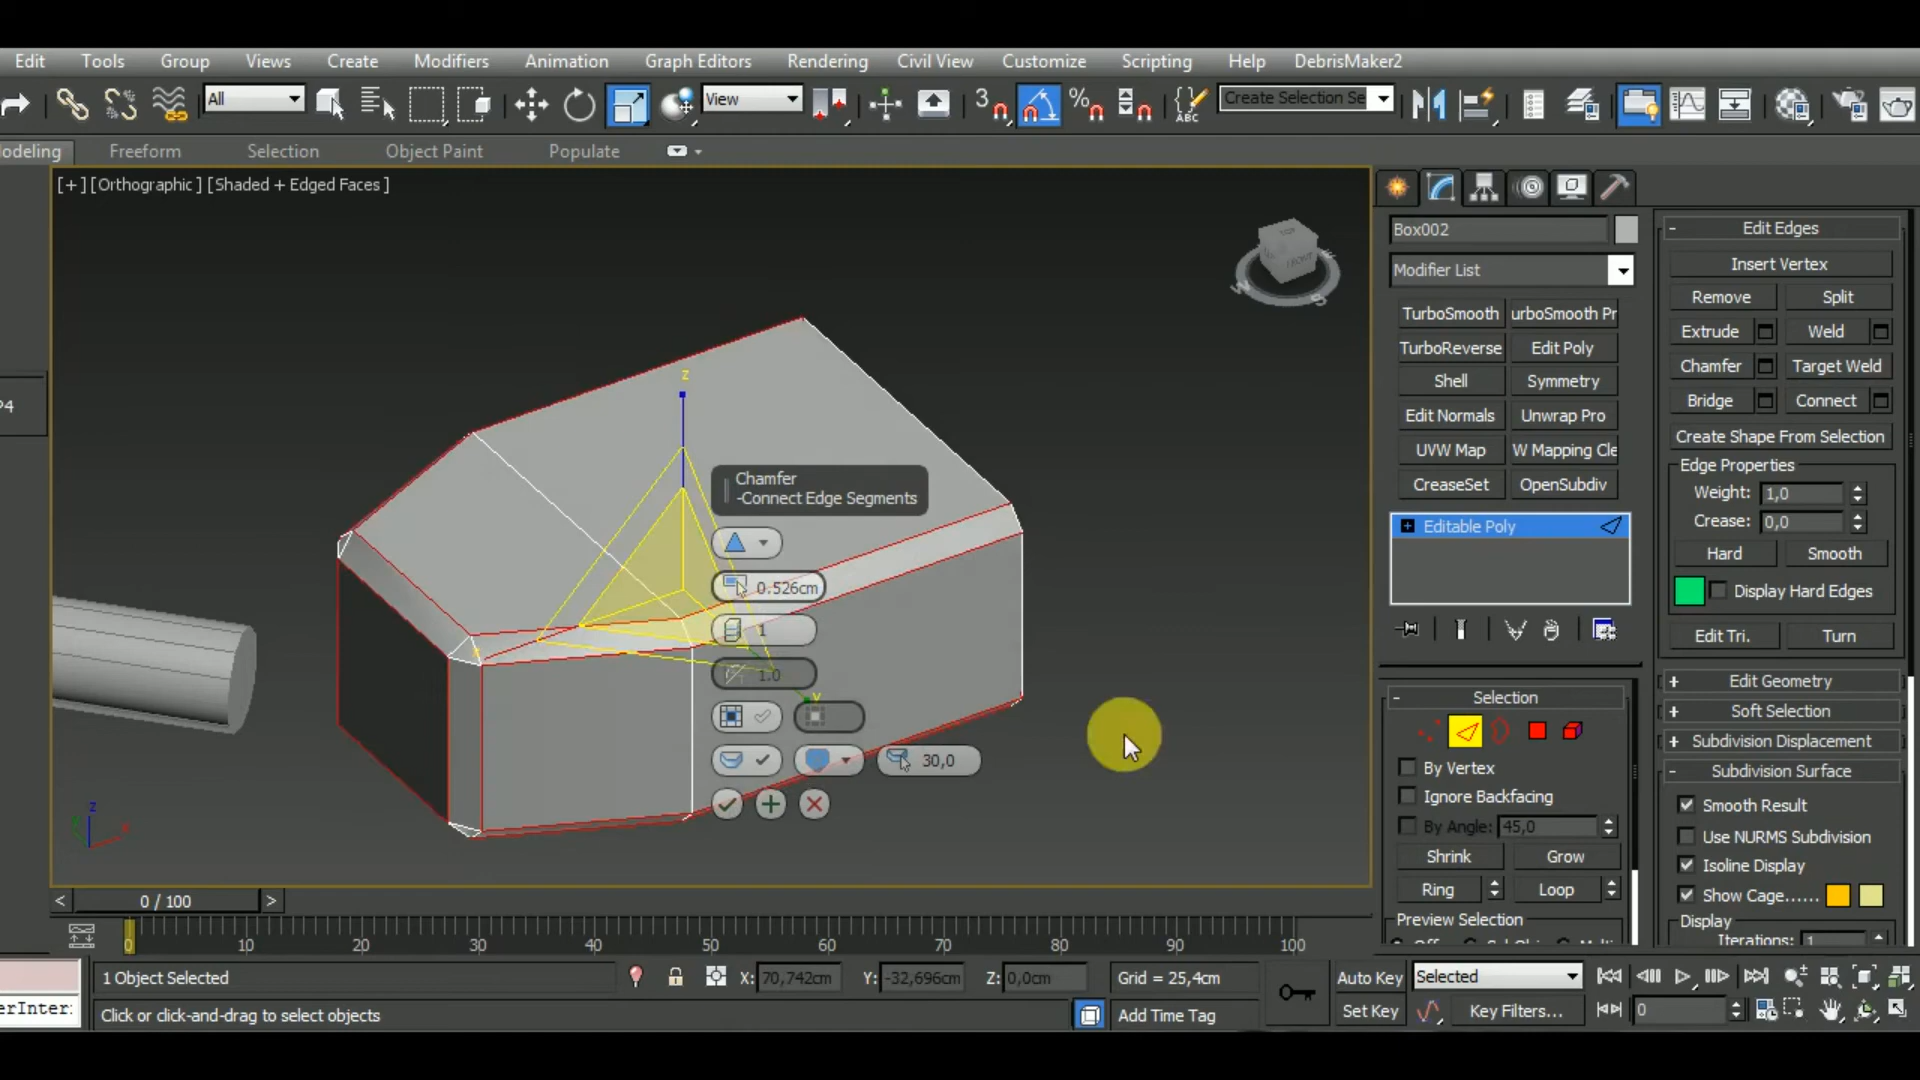 Edit Tools Group Views Create Modifiers Animation Graph Editors Rendering Civil View Customize Scripting Help DebrisMaker2
All View 3 Create Selection Se
ABC
odeling Freeform Selection Object Paint Populate
[+][Orthographic][Shaded + Edged Faces]
TOP
FRONT
W S
Box002
Modifier List
TurboSmooth urboSmooth Pr
TurboReverse Edit Poly
Shell Symmetry
Edit Normals Unwrap Pro
UVW Map W Mapping Cle
CreaseSet OpenSubdiv
Editable Poly
Selection
By Vertex
Ignore Backfacing
By Angle: 45,0
Shrink Grow
Ring Loop
Preview Selection
Edit Edges
Insert Vertex
Remove Split
Extrude Weld
Chamfer Target Weld
Bridge Connect
Create Shape From Selection
Edge Properties
Weight: 1,0
Crease: 0,0
Hard Smooth
Display Hard Edges
Edit Tri. Turn
Edit Geometry
Soft Selection
Subdivision Displacement
Subdivision Surface
Smooth Result
Use NURMS Subdivision
Isoline Display
Show Cage......
Display
Iterations: 1
P4
z
Chamfer
-Connect Edge Segments
0.526cm
1
1.0
y
30,0
z
x
< 0 / 100 >
0 10 20 30 40 50 60 70 80 90 100
1 Object Selected X: 70,742cm Y: -32,696cm Z: 0,0cm Grid = 25,4cm Auto Key Selected
erInter:
Click or click-and-drag to select objects Add Time Tag Set Key Key Filters... 0